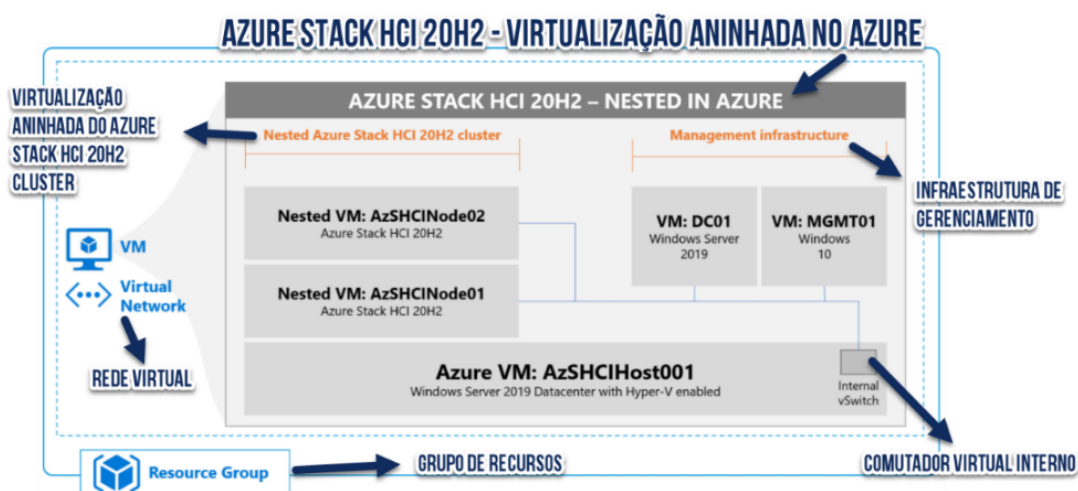 AZURE STACK HCI 20H2 - VIRTUALIZAÇÃO ANINHADA NO AZURE
VIRTUALIZAÇÃO
ANINHADA DO AZURE
STACK HCI 20H2
CLUSTER
AZURE STACK HCI 20H2 – NESTED IN AZURE
Nested Azure Stack HCI 20H2 cluster
Management infrastructure
INFRAESTRUTURA DE
GERENCIAMENTO
Nested VM: AzSHCINode02
Azure Stack HCI 20H2
VM: DC01
Windows Server
2019
VM: MGMT01
Windows
10
VM
Virtual
Network
Nested VM: AzSHCINode01
Azure Stack HCI 20H2
REDE VIRTUAL
Azure VM: AzSHCIHost001
Windows Server 2019 Datacenter with Hyper-V enabled
Internal
vSwitch
Resource Group
GRUPO DE RECURSOS
COMUTADOR VIRTUAL INTERNO